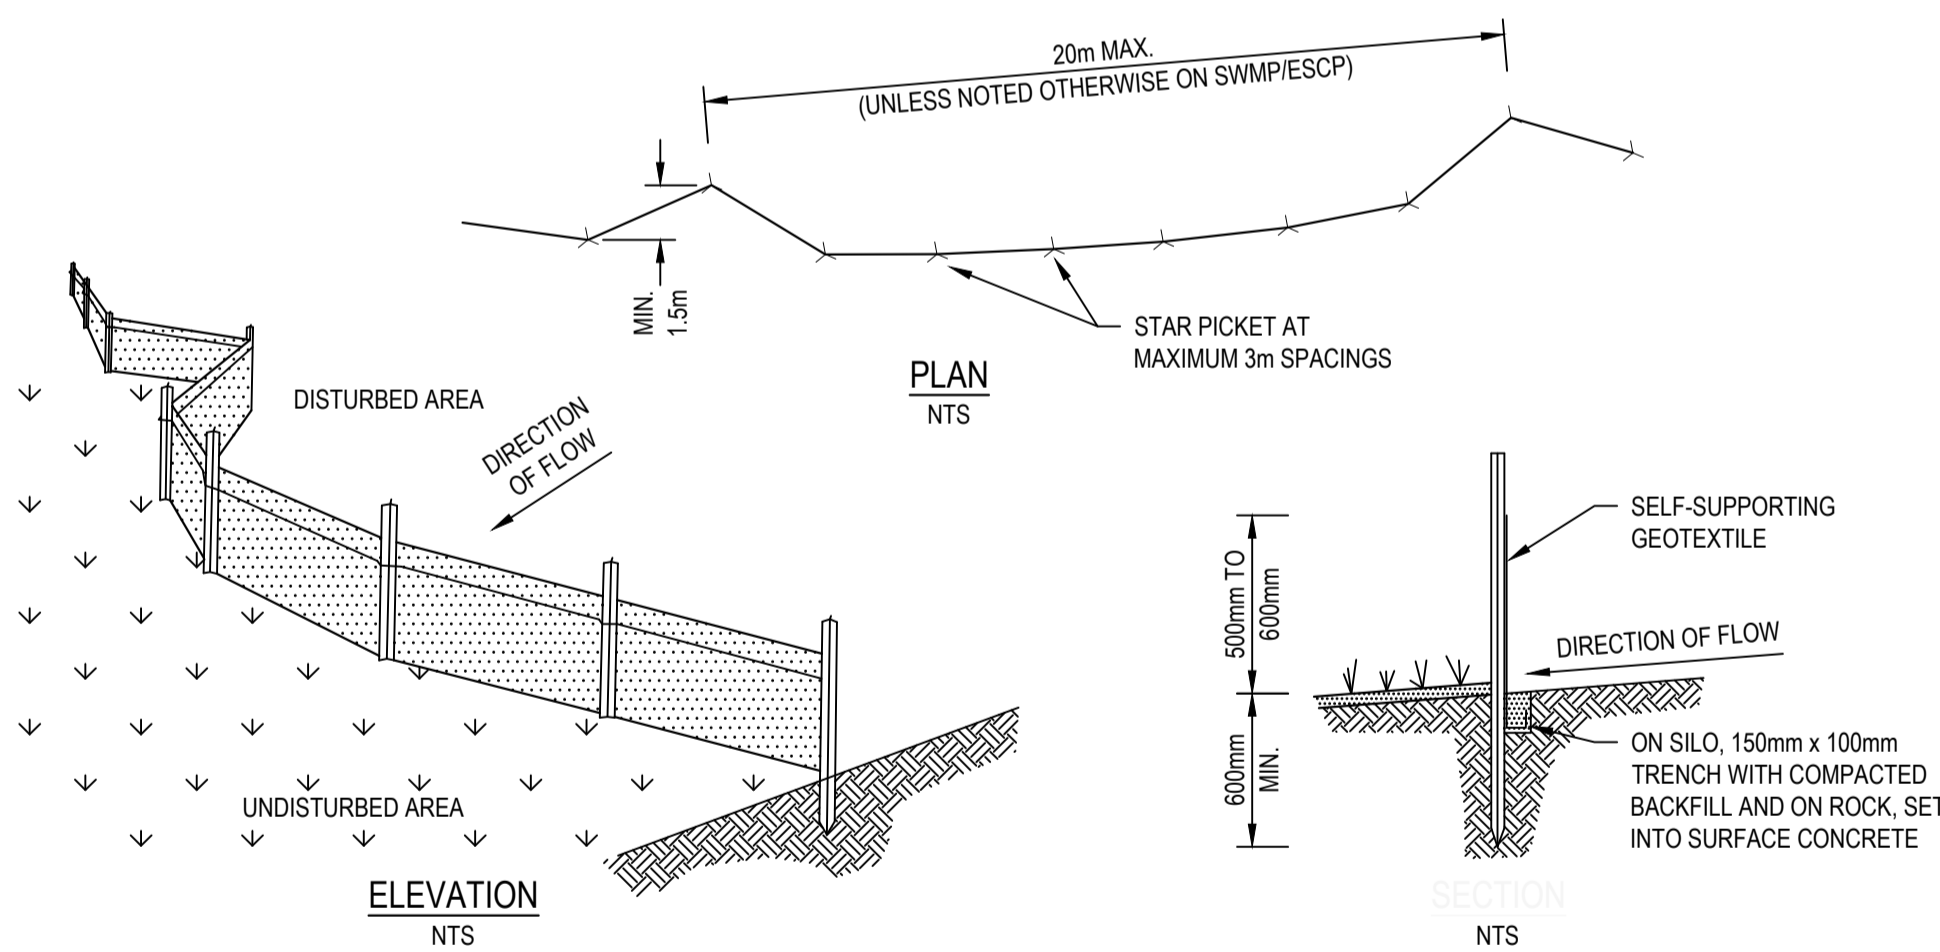 20m MAX.
(UNLESS NOTED OTHERWISE ON SWMP/ESCP)
MIN.
1.5m
STAR PICKET AT
MAXIMUM 3m SPACINGS
PLAN
NTS
DISTURBED AREA
DIRECTION
OF FLOW
UNDISTURBED AREA
ELEVATION
NTS
500mm TO
600mm
600mm
MIN.
SELF-SUPPORTING
GEOTEXTILE
DIRECTION OF FLOW
ON SILO, 150mm x 100mm
TRENCH WITH COMPACTED
BACKFILL AND ON ROCK, SET
INTO SURFACE CONCRETE
SECTION
NTS